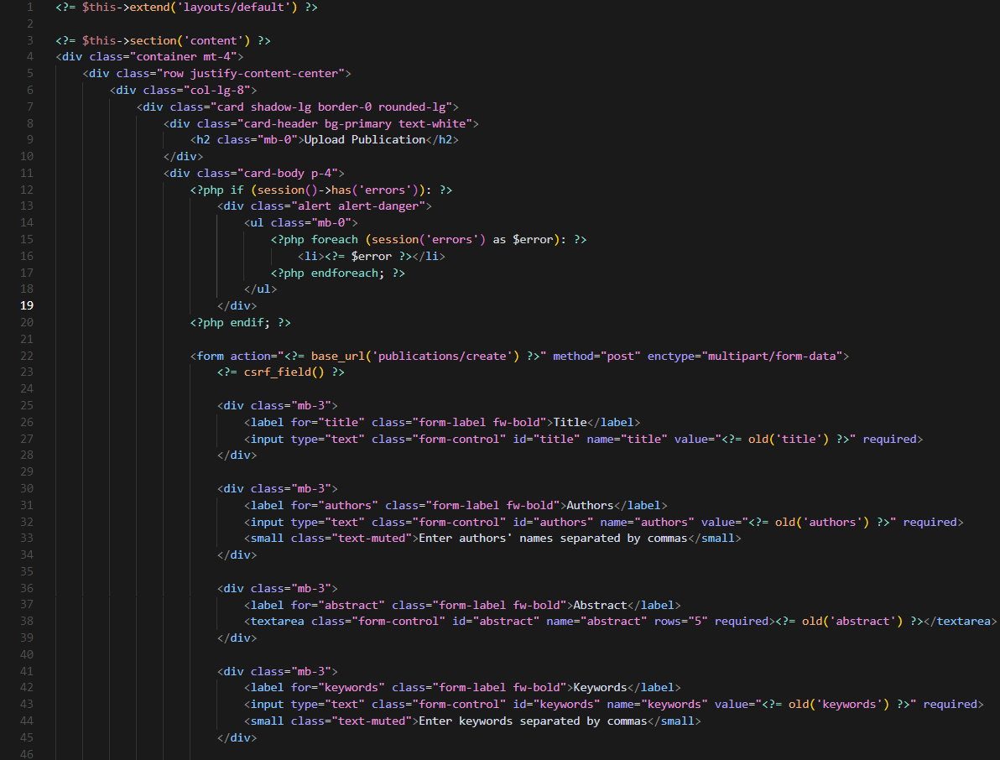 1 <?= $this->extend('layouts/default') ?>
2
3 <?= $this->section('content') ?>
4 <div class="container mt-4">
5     <div class="row justify-content-center">
6         <div class="col-lg-8">
7             <div class="card shadow-lg border-0 rounded-lg">
8                 <div class="card-header bg-primary text-white">
9                     <h2 class="mb-0">Upload Publication</h2>
10                 </div>
11                 <div class="card-body p-4">
12                     <?php if (session()->has('errors')): ?>
13                         <div class="alert alert-danger">
14                             <ul class="mb-0">
15                                 <?php foreach (session('errors') as $error): ?>
16                                     <li><?= $error ?></li>
17                                 <?php endforeach; ?>
18                             </ul>
19                         </div>
20                     <?php endif; ?>
21
22                     <form action="<?= base_url('publications/create') ?>" method="post" enctype="multipart/form-data">
23                         <?= csrf_field() ?>
24
25                         <div class="mb-3">
26                             <label for="title" class="form-label fw-bold">Title</label>
27                             <input type="text" class="form-control" id="title" name="title" value="<?= old('title') ?>" required>
28                         </div>
29
30                         <div class="mb-3">
31                             <label for="authors" class="form-label fw-bold">Authors</label>
32                             <input type="text" class="form-control" id="authors" name="authors" value="<?= old('authors') ?>" required>
33                             <small class="text-muted">Enter authors' names separated by commas</small>
34                         </div>
35
36                         <div class="mb-3">
37                             <label for="abstract" class="form-label fw-bold">Abstract</label>
38                             <textarea class="form-control" id="abstract" name="abstract" rows="5" required><?= old('abstract') ?></textarea>
39                         </div>
40
41                         <div class="mb-3">
42                             <label for="keywords" class="form-label fw-bold">Keywords</label>
43                             <input type="text" class="form-control" id="keywords" name="keywords" value="<?= old('keywords') ?>" required>
44                             <small class="text-muted">Enter keywords separated by commas</small>
45                         </div>
46